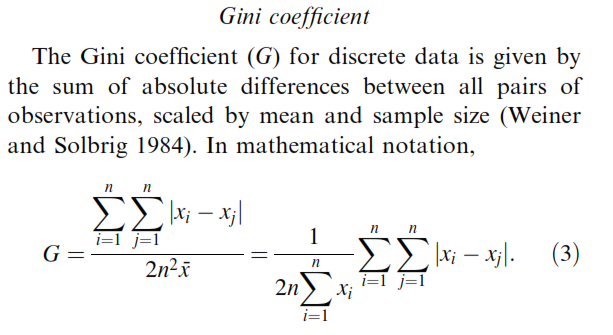 Gini coefficient
The Gini coefficient (G) for discrete data is given by
the sum of absolute differences between all pairs of
observations, scaled by mean and sample size (Weiner
and Solbrig 1984). In mathematical notation,
G = \frac{\sum_{i=1}^{n} \sum_{j=1}^{n} |x_i − x_j|}{2n^2 \bar{x}} = \frac{1}{2n \sum_{i=1}^{n} x_i} \sum_{i=1}^{n} \sum_{j=1}^{n} |x_i − x_j|. (3)